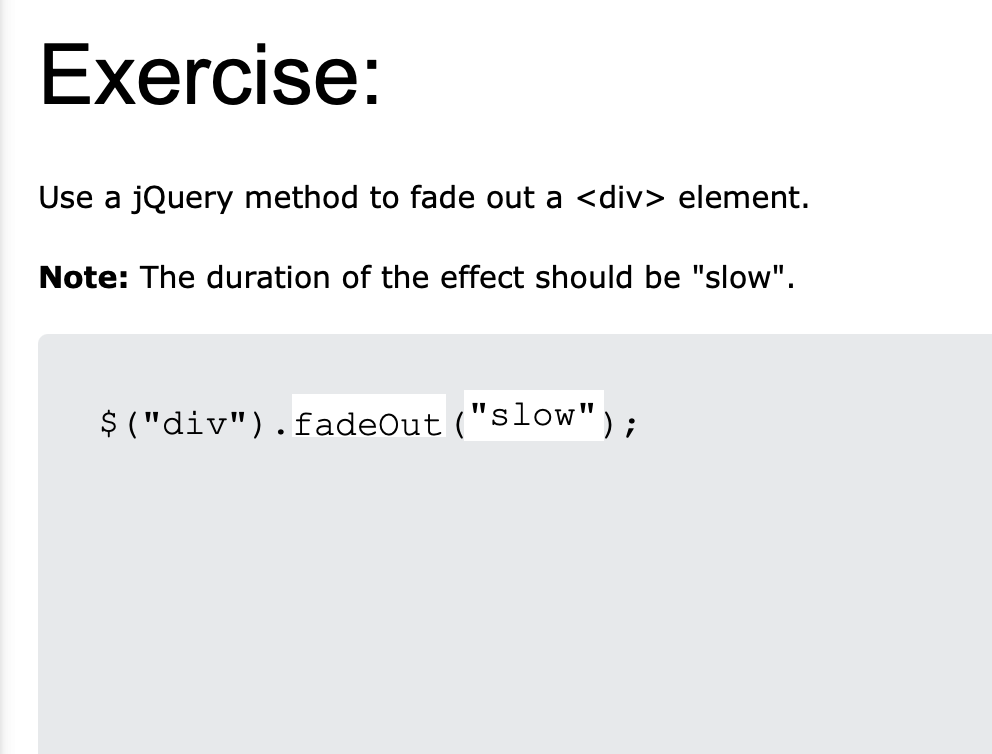 Exercise:
Use a jQuery method to fade out a <div> element.
Note: The duration of the effect should be "slow".
$("div").fadeOut("slow");